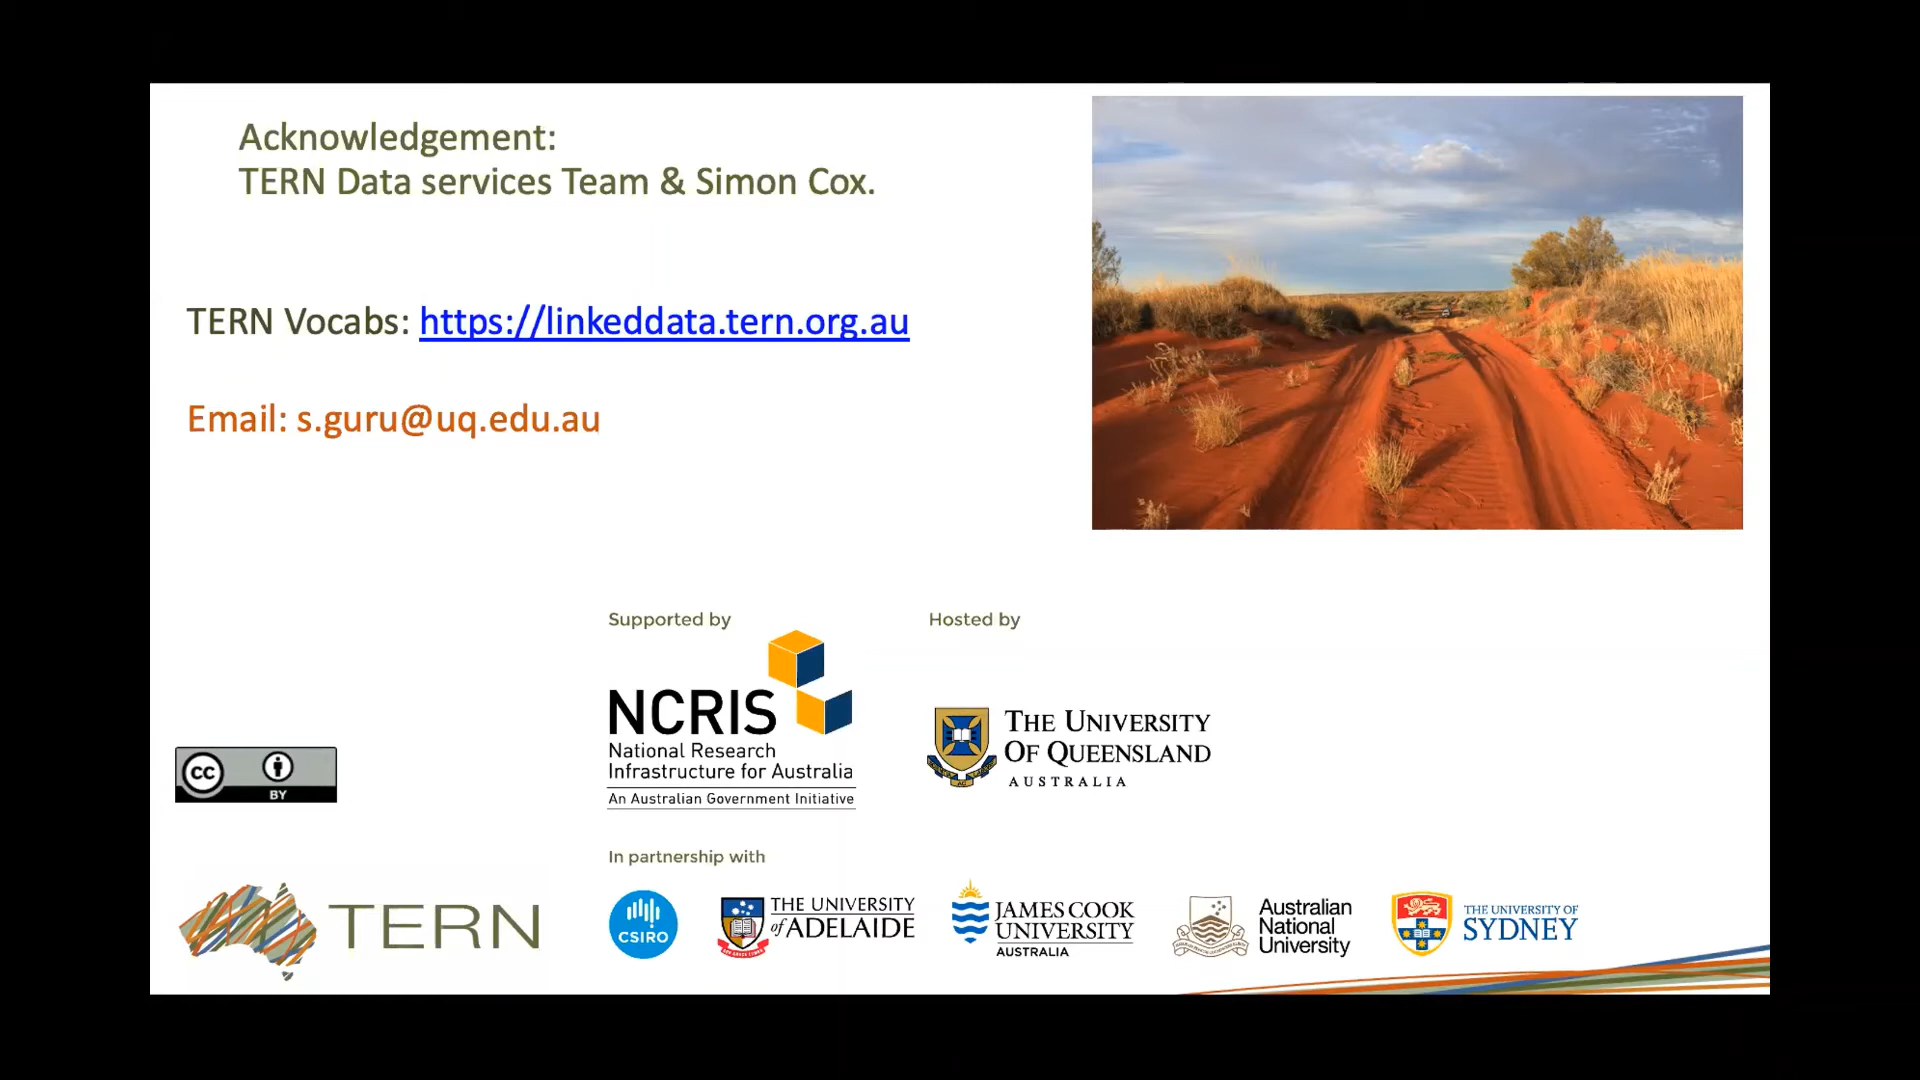 Acknowledgement:
TERN Data services Team & Simon Cox.
TERN Vocabs: https://linkeddata.tern.org.au
Email: s.guru@uq.edu.au
Supported by
NCRIS
National Research
Infrastructure for Australia
An Australian Government Initiative
Hosted by
THE UNIVERSITY
OF QUEENSLAND
AUSTRALIA
CC
BY
In partnership with
TERN
CSIRO
THE UNIVERSITY
of ADELAIDE
JAMES COOK
UNIVERSITY
AUSTRALIA
Australian
National
University
THE UNIVERSITY OF
SYDNEY